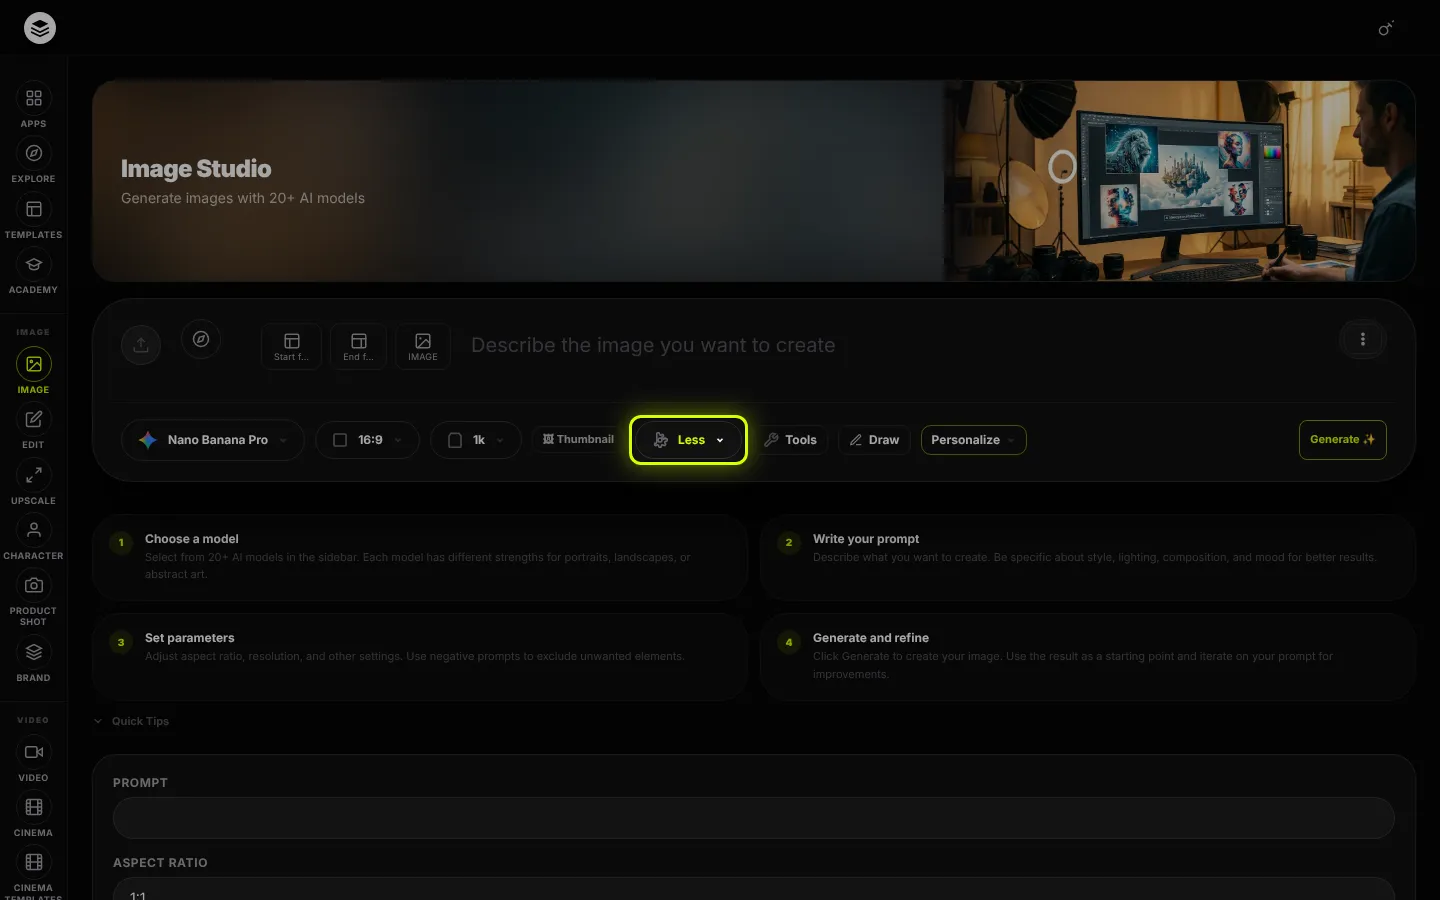 APPS
EXPLORE
TEMPLATES
ACADEMY
IMAGE
IMAGE
EDIT
UPSCALE
CHARACTER
PRODUCT
SHOT
BRAND
VIDEO
VIDEO
CINEMA
CINEMA
TEMPLATES
Image Studio
Generate images with 20+ AI models
Start f...
End f...
IMAGE
Describe the image you want to create
Nano Banana Pro
16:9
1k
Thumbnail
Less
Tools
Draw
Personalize
Generate ✨
1
Choose a model
Select from 20+ AI models in the sidebar. Each model has different strengths for portraits, landscapes, or
abstract art.
2
Write your prompt
Describe what you want to create. Be specific about style, lighting, composition, and mood for better results.
3
Set parameters
Adjust aspect ratio, resolution, and other settings. Use negative prompts to exclude unwanted elements.
4
Generate and refine
Click Generate to create your image. Use the result as a starting point and iterate on your prompt for
improvements.
Quick Tips
PROMPT
ASPECT RATIO
1:1